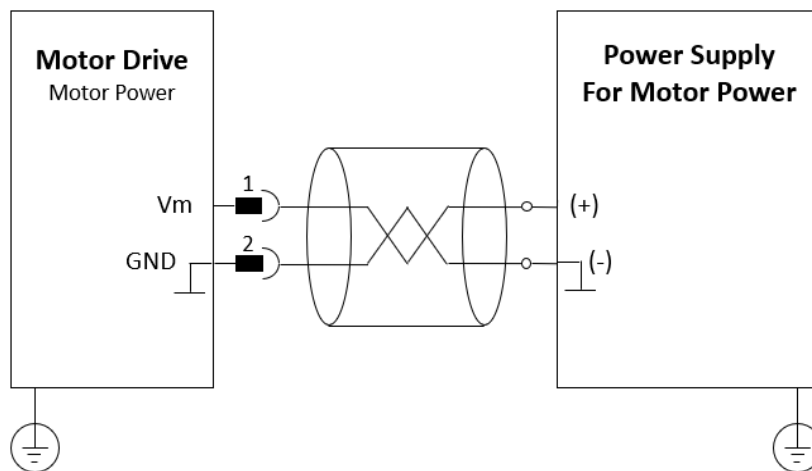 Motor Drive
Motor Power
Power Supply
For Motor Power
1
Vm
(+)
2
GND
(-)